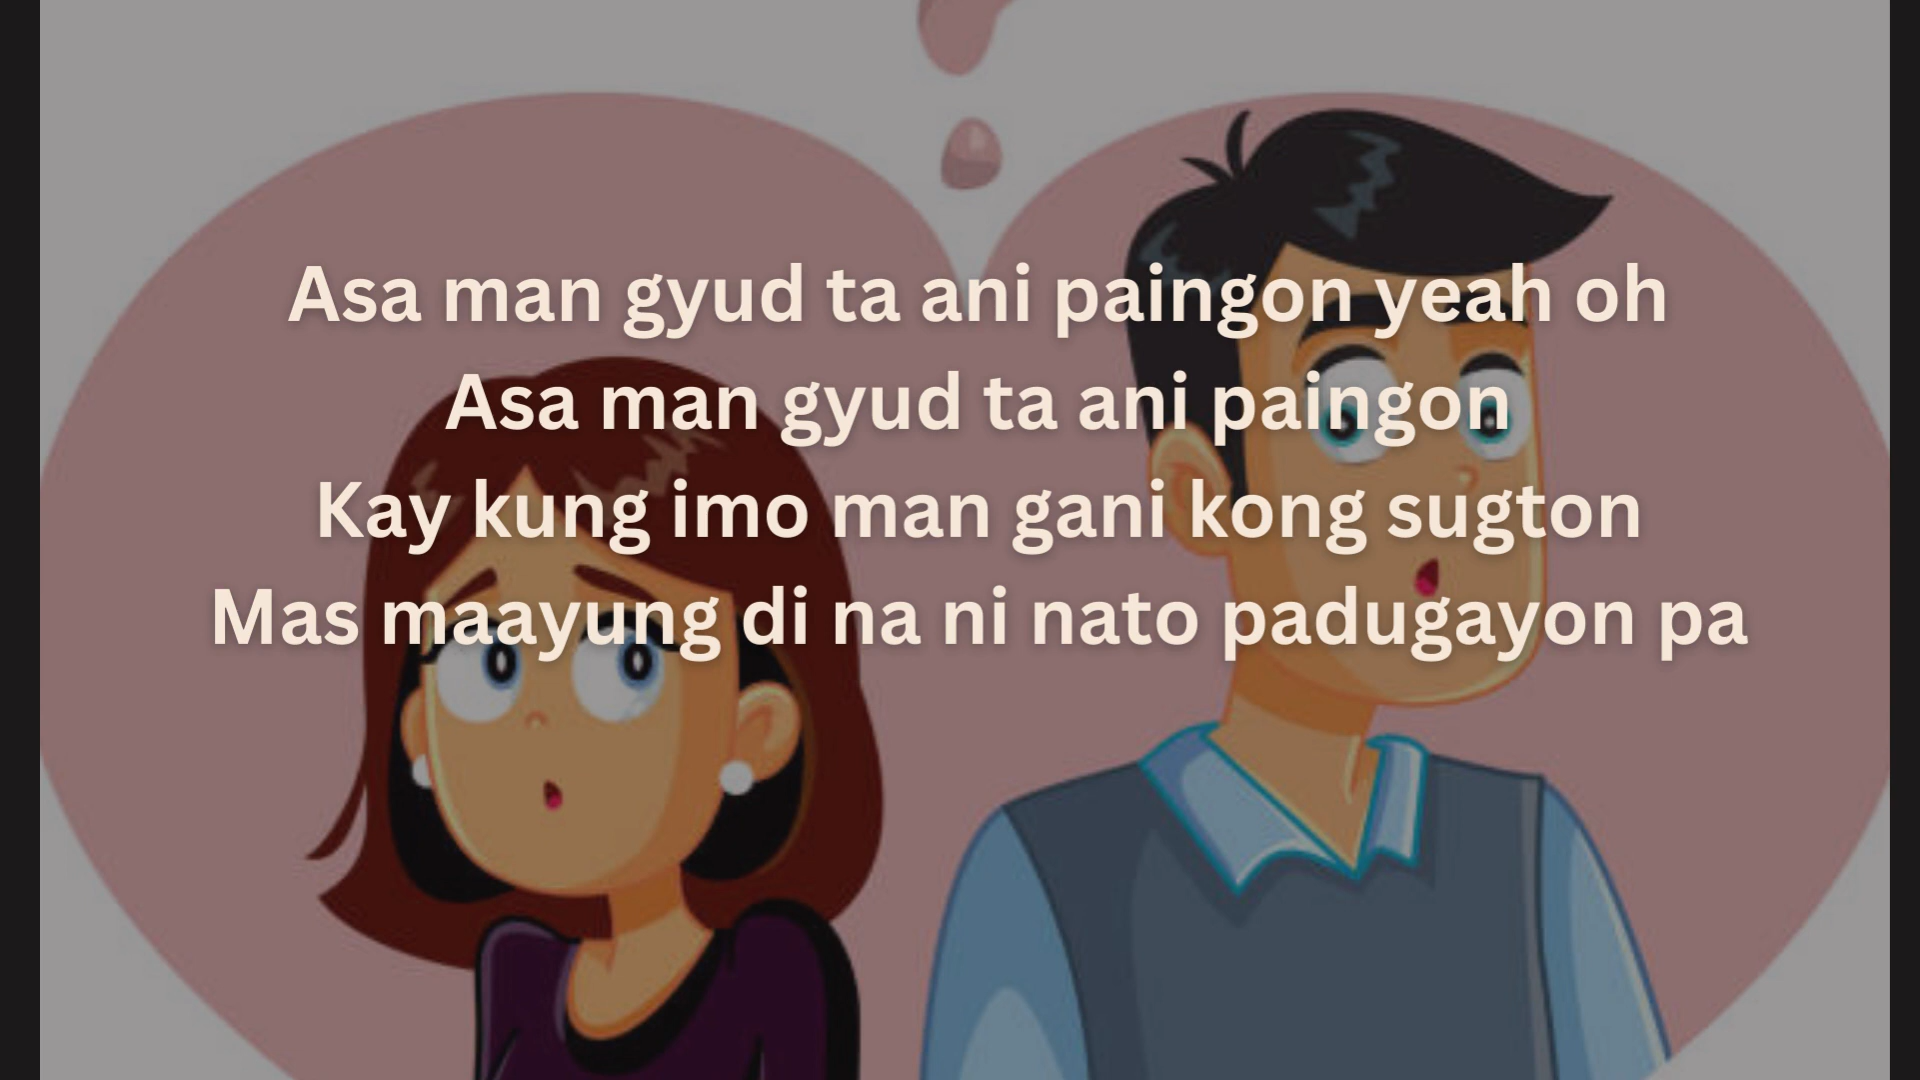 Asa man gyud ta ani paingon yeah oh
Asa man gyud ta ani paingon
Kay kung imo man gani kong sugton
Mas maayung di na ni nato padugayon pa